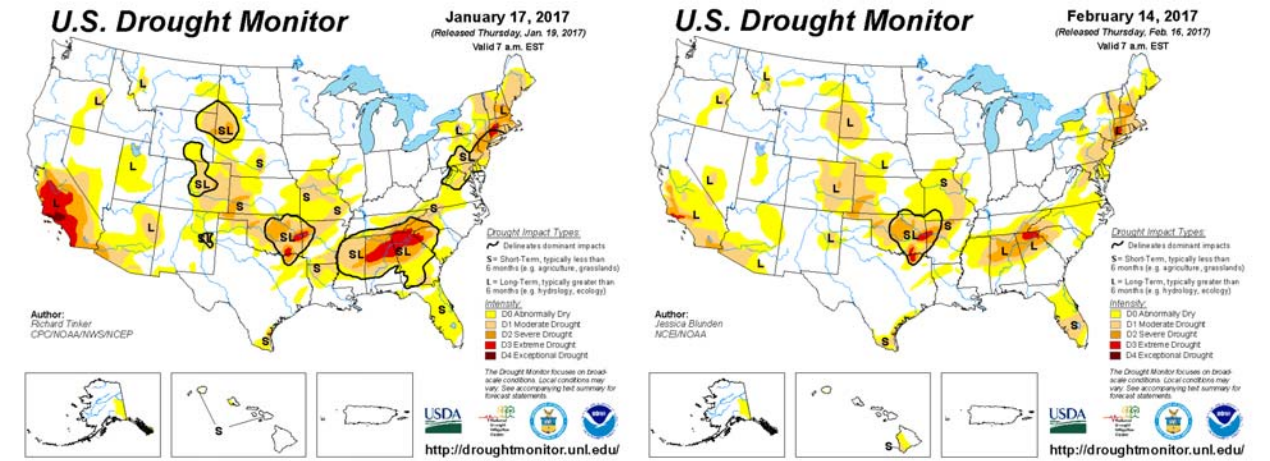 U.S. Drought Monitor
January 17, 2017
(Released Thursday, Jan. 19, 2017)
Valid 7 a.m. EST
L
L
L
L
L
L
SL
S
SL
S
S
S
SL
S
SL
SL
S
L
L
SL
S
S
Drought Impact Types:
Delineates dominant impacts
S = Short-Term, typically less than
6 months (e.g. agriculture, grasslands)
L = Long-Term, typically greater than
6 months (e.g. hydrology, ecology)
Intensity:
D0 Abnormally Dry
D1 Moderate Drought
D2 Severe Drought
D3 Extreme Drought
D4 Exceptional Drought
Author:
Richard Tinker
CPC/NOAA/NWS/NCEP
The Drought Monitor focuses on broad-
scale conditions. Local conditions may
vary. See accompanying text summary for
forecast statements.
S
USDA
http://droughtmonitor.unl.edu/
U.S. Drought Monitor
February 14, 2017
(Released Thursday, Feb. 16, 2017)
Valid 7 a.m. EST
L
L
L
L
L
L
L
L
L
S
SL
S
L
L
L
S
S
Drought Impact Types:
Delineates dominant impacts
S = Short-Term, typically less than
6 months (e.g. agriculture, grasslands)
L = Long-Term, typically greater than
6 months (e.g. hydrology, ecology)
Intensity:
D0 Abnormally Dry
D1 Moderate Drought
D2 Severe Drought
D3 Extreme Drought
D4 Exceptional Drought
Author:
Jessica Blunden
NCEI/NOAA
The Drought Monitor focuses on broad-
scale conditions. Local conditions may
vary. See accompanying text summary for
forecast statements.
S
USDA
http://droughtmonitor.unl.edu/